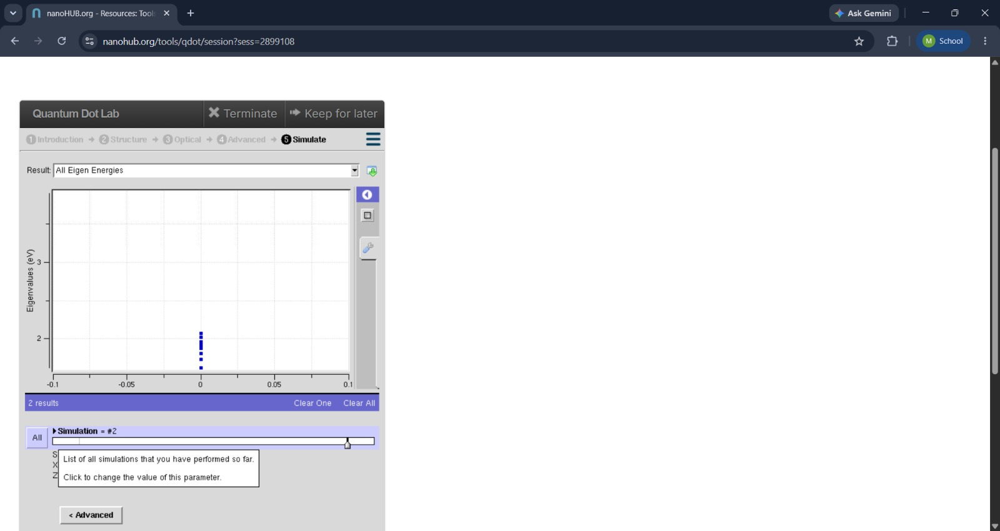 nanoHUB.org - Resources: Tools
Ask Gemini
nanohub.org/tools/qdot/session?sess=2899108
M School
Quantum Dot Lab
Terminate
Keep for later
1 Introduction → 2 Structure → 3 Optical → 4 Advanced → 5 Simulate
Result: All Eigen Energies
Eigenvalues (eV)
3
2
-0.1 -0.05 0 0.05 0.1
2 results Clear One Clear All
All
Simulation = #2
S
X
Z
List of all simulations that you have performed so far.
Click to change the value of this parameter.
< Advanced